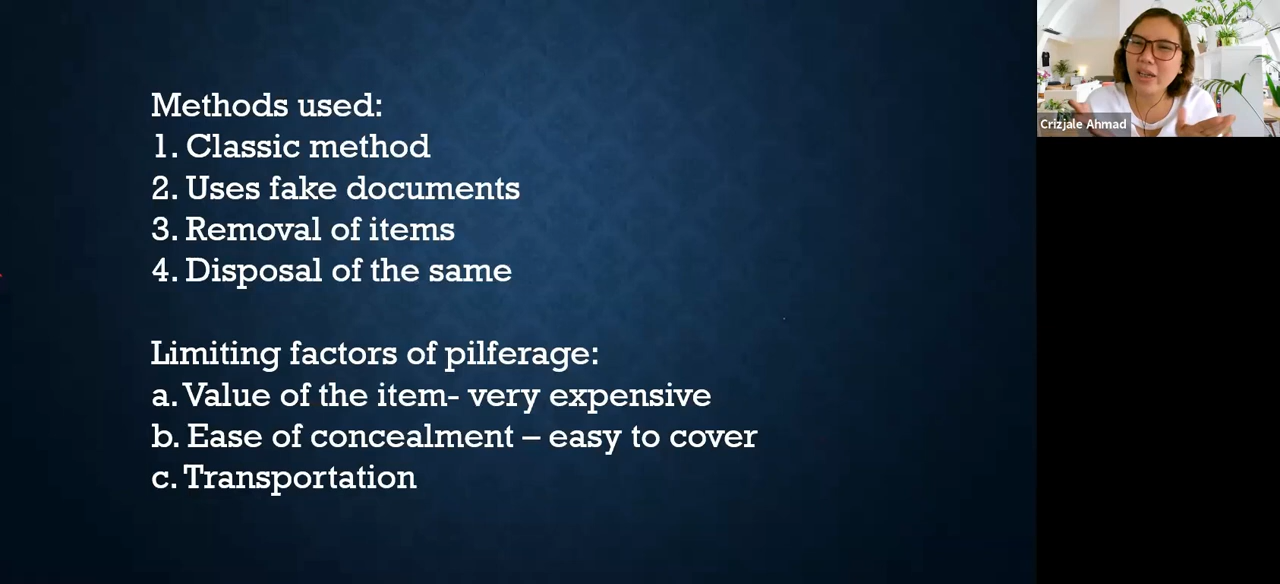 Methods used:
1. Classic method
2. Uses fake documents
3. Removal of items
4. Disposal of the same
Limiting factors of pilferage:
a. Value of the item- very expensive
b. Ease of concealment – easy to cover
c. Transportation
Crizjale Ahmad